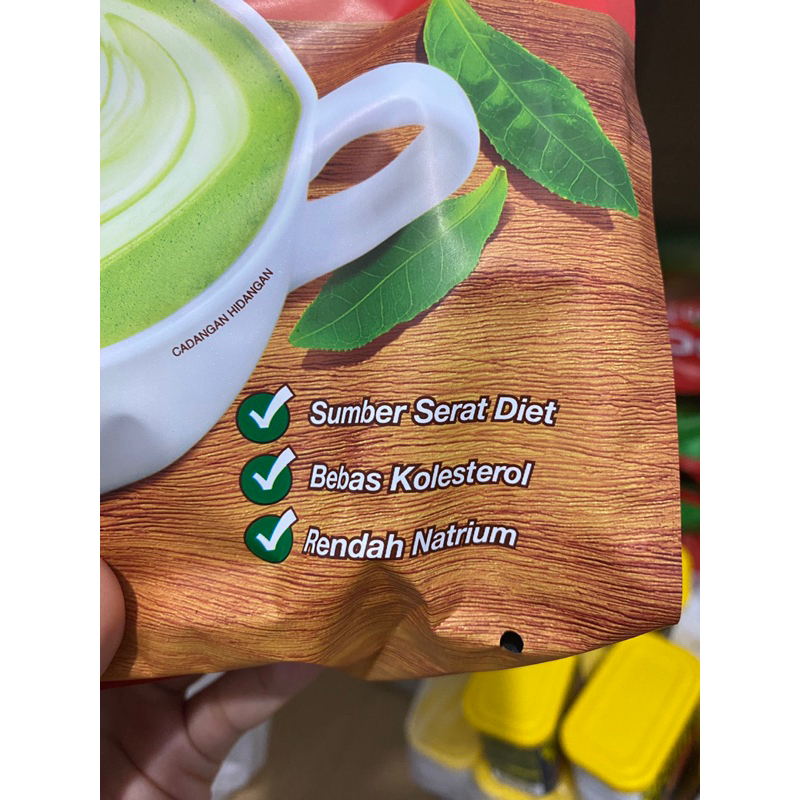 CADANGAN HIDANGAN
Sumber Serat Diet
Bebas Kolesterol
Rendah Natrium